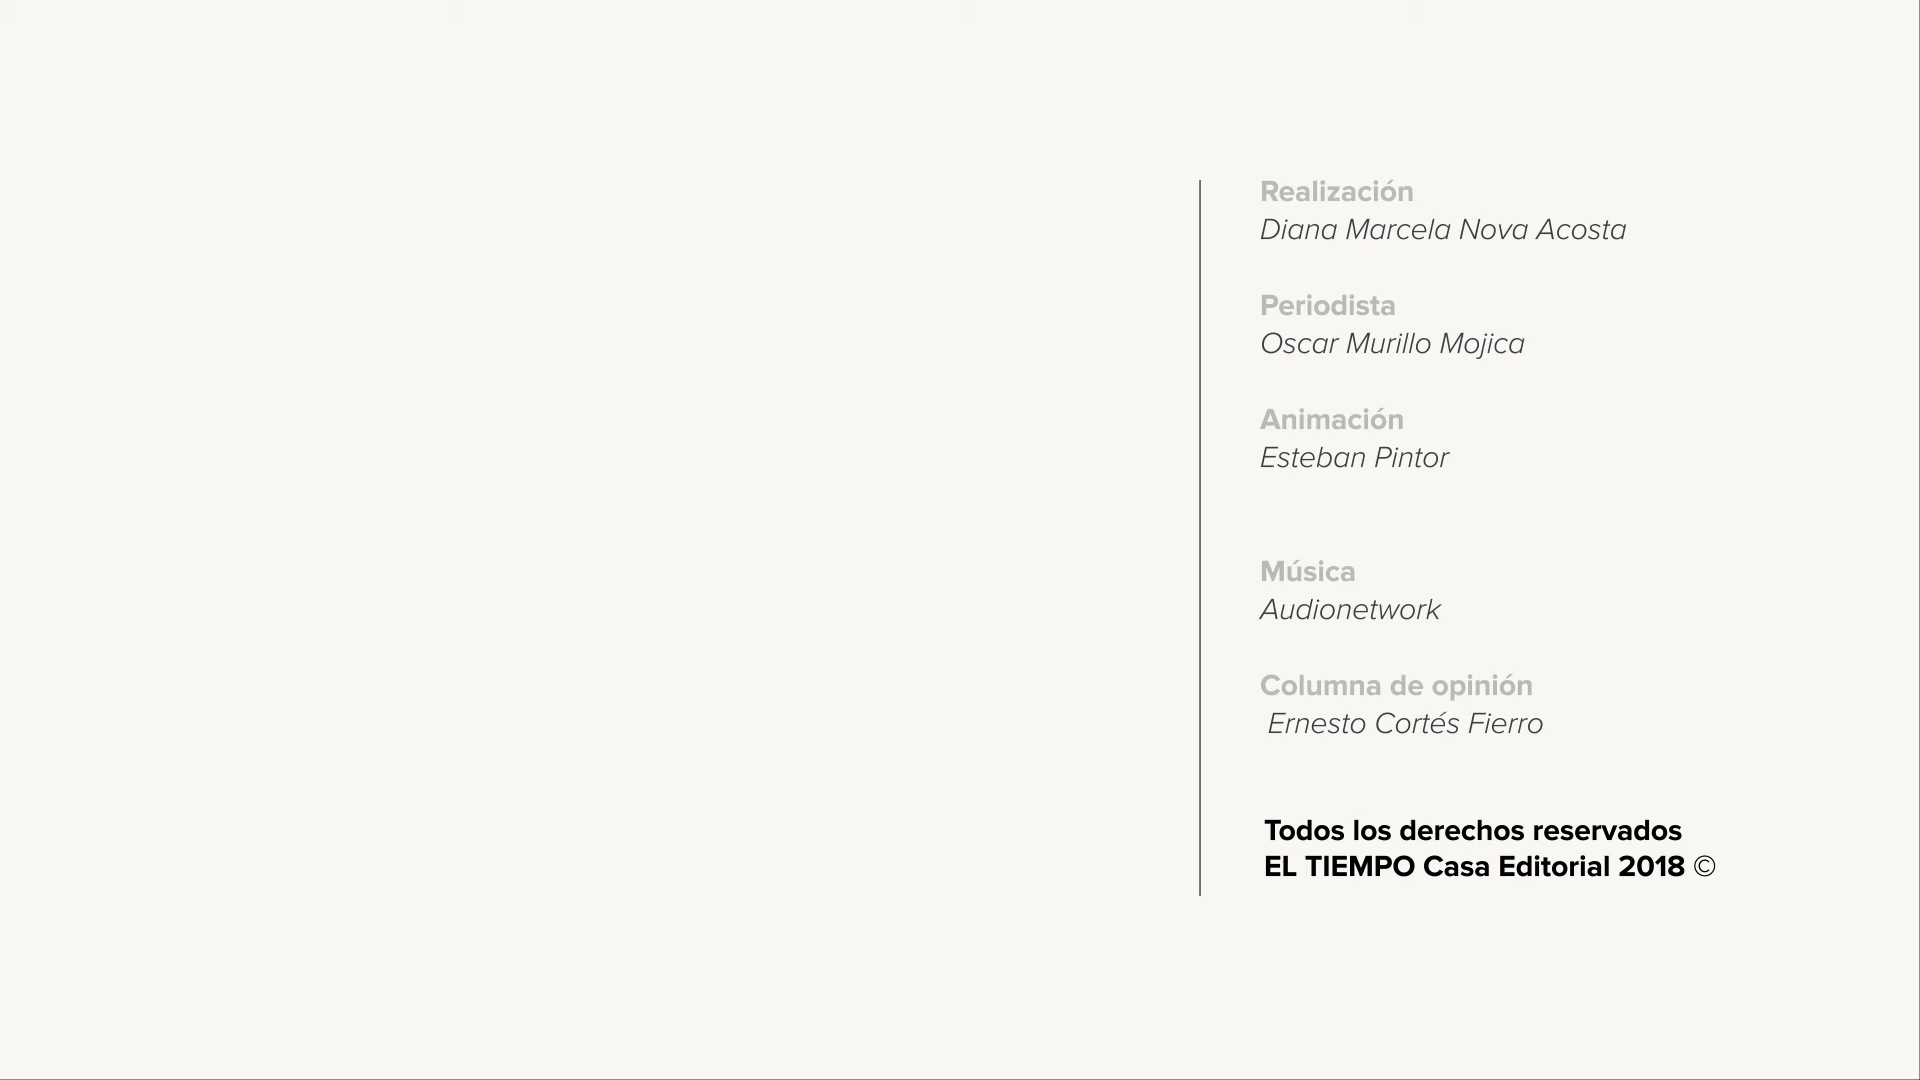 Realización
Diana Marcela Nova Acosta
Periodista
Oscar Murillo Mojica
Animación
Esteban Pintor
Música
Audionetwork
Columna de opinión
Ernesto Cortés Fierro
Todos los derechos reservados
EL TIEMPO Casa Editorial 2018 ©